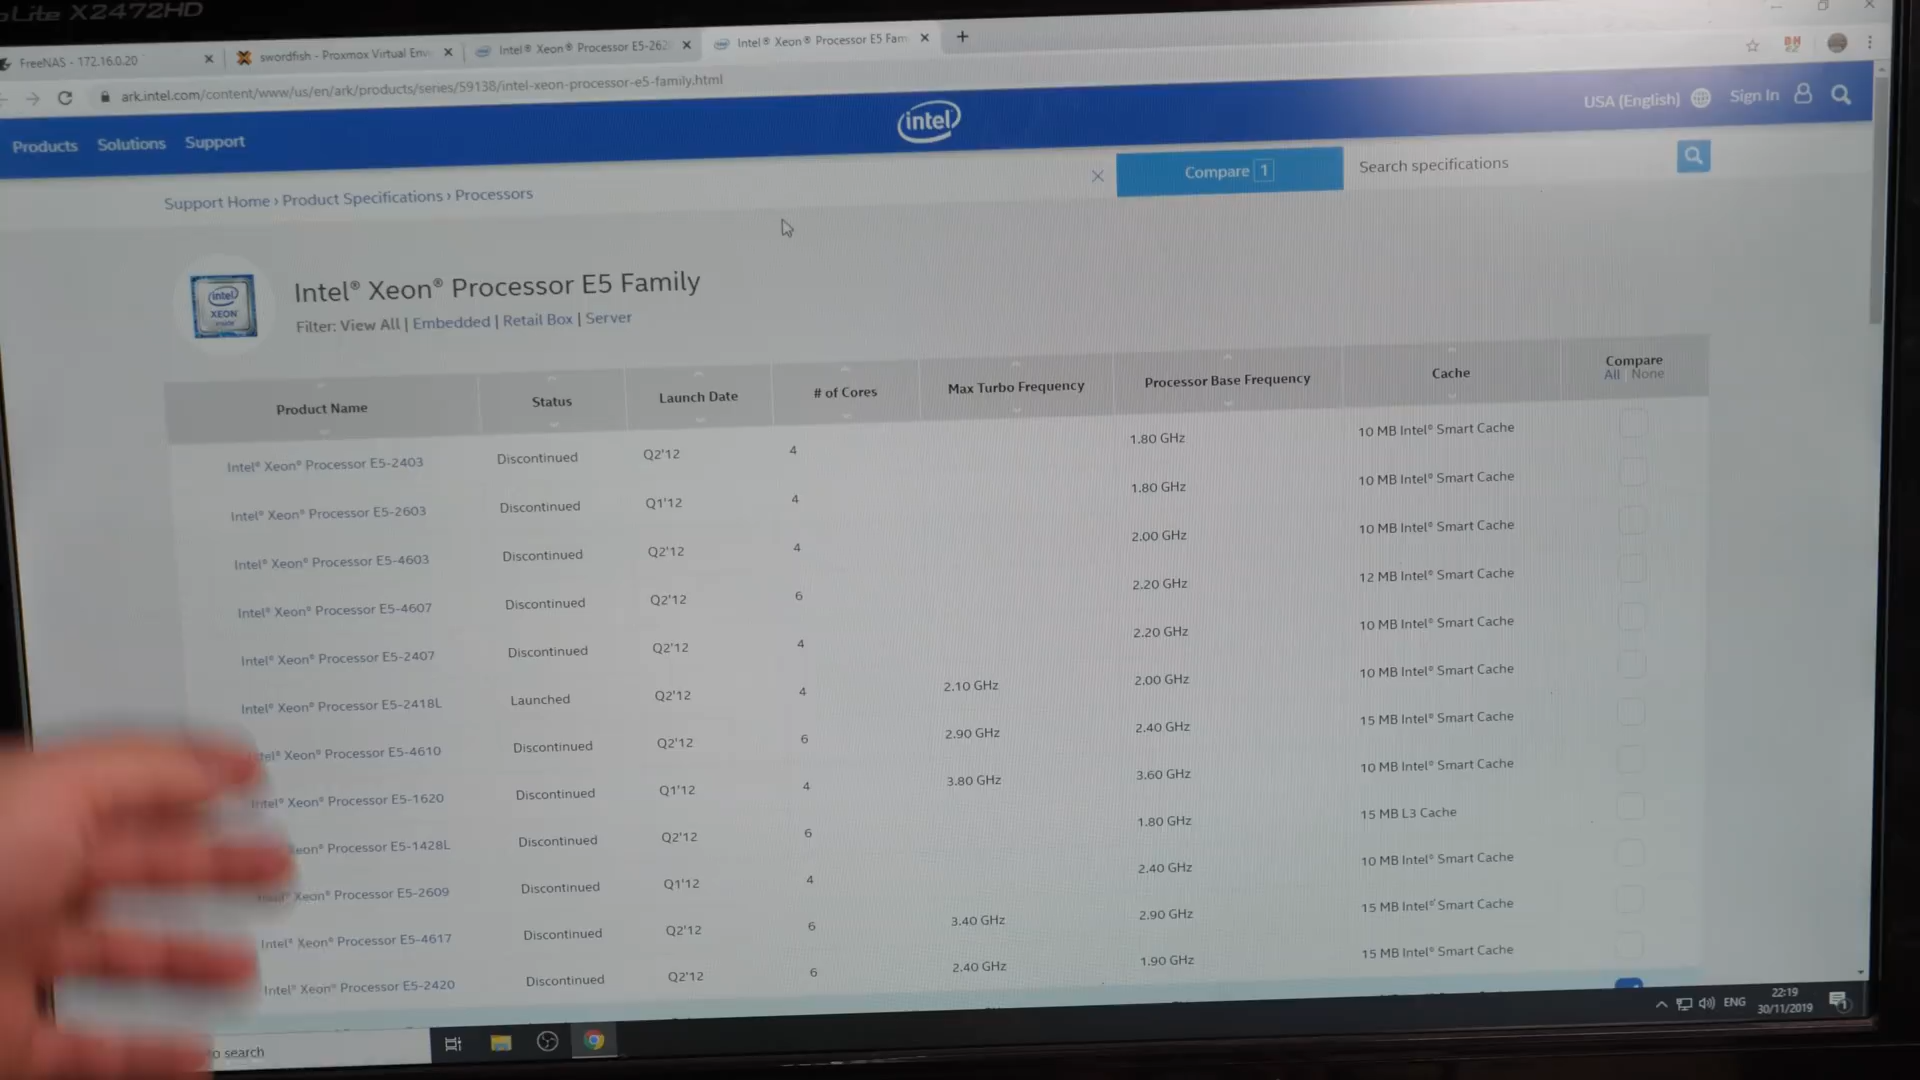 Lite X2472HD
FreeNAS - 172.16.0.20
swordfish - Proxmox Virtual Env
Intel® Xeon® Processor E5-262
Intel® Xeon® Processor E5 Fam
ark.intel.com/content/www/us/en/ark/products/series/59138/intel-xeon-processor-e5-family.html
Products Solutions Support
intel
USA (English) Sign In
Support Home › Product Specifications › Processors
Compare 1
Search specifications
intel XEON inside
Intel® Xeon® Processor E5 Family
Filter: View All | Embedded | Retail Box | Server
Product Name Status Launch Date # of Cores Max Turbo Frequency Processor Base Frequency Cache Compare
All | None
Intel® Xeon® Processor E5-2403 Discontinued Q2'12 4 1.80 GHz 10 MB Intel® Smart Cache
Intel® Xeon® Processor E5-2603 Discontinued Q1'12 4 1.80 GHz 10 MB Intel® Smart Cache
Intel® Xeon® Processor E5-4603 Discontinued Q2'12 4 2.00 GHz 10 MB Intel® Smart Cache
Intel® Xeon® Processor E5-4607 Discontinued Q2'12 6 2.20 GHz 12 MB Intel® Smart Cache
Intel® Xeon® Processor E5-2407 Discontinued Q2'12 4 2.20 GHz 10 MB Intel® Smart Cache
Intel® Xeon® Processor E5-2418L Launched Q2'12 4 2.10 GHz 2.00 GHz 10 MB Intel® Smart Cache
Intel® Xeon® Processor E5-4610 Discontinued Q2'12 6 2.90 GHz 2.40 GHz 15 MB Intel® Smart Cache
Intel® Xeon® Processor E5-1620 Discontinued Q1'12 4 3.80 GHz 3.60 GHz 10 MB Intel® Smart Cache
eon® Processor E5-1428L Discontinued Q2'12 6 1.80 GHz 15 MB L3 Cache
Xeon® Processor E5-2609 Discontinued Q1'12 4 2.40 GHz 10 MB Intel® Smart Cache
Intel® Xeon® Processor E5-4617 Discontinued Q2'12 6 3.40 GHz 2.90 GHz 15 MB Intel® Smart Cache
Intel® Xeon® Processor E5-2420 Discontinued Q2'12 6 2.40 GHz 1.90 GHz 15 MB Intel® Smart Cache
o search
ENG
22:19
30/11/2019